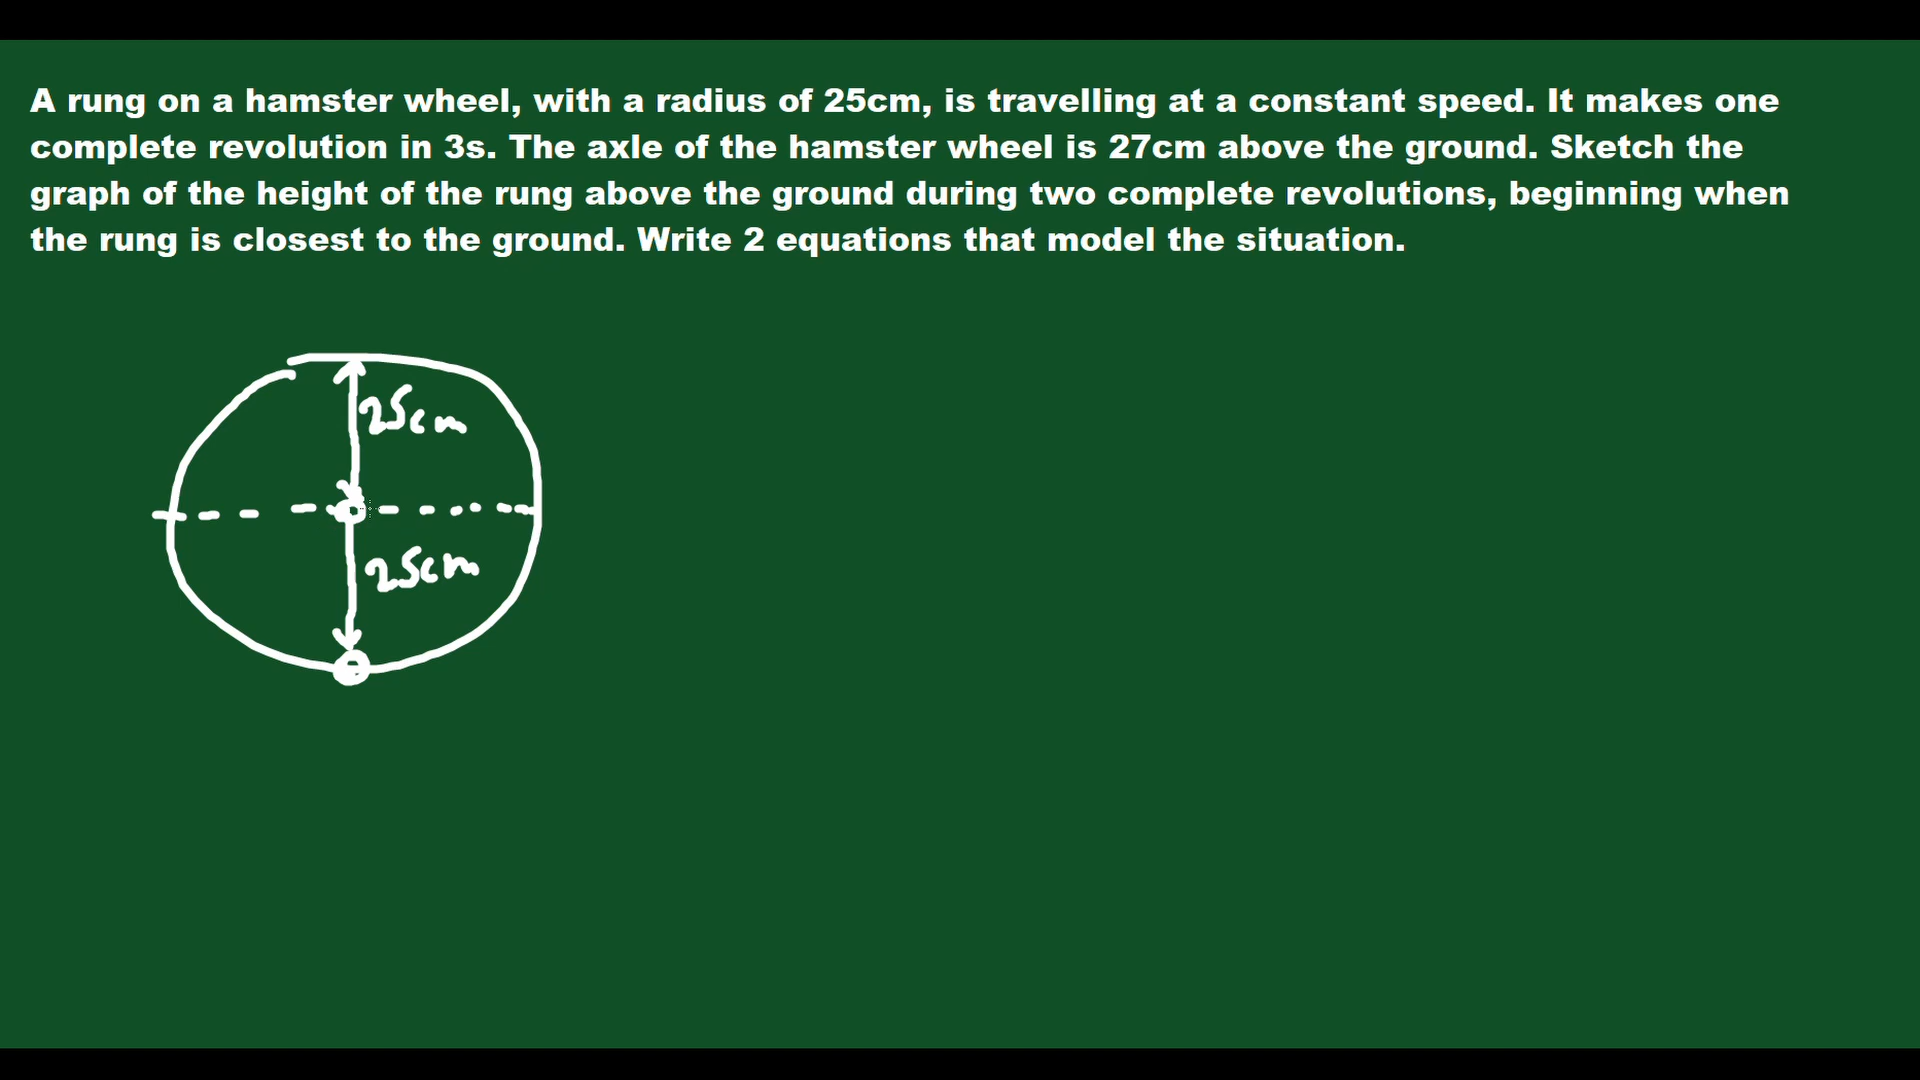 A rung on a hamster wheel, with a radius of 25cm, is travelling at a constant speed. It makes one
complete revolution in 3s. The axle of the hamster wheel is 27cm above the ground. Sketch the
graph of the height of the rung above the ground during two complete revolutions, beginning when
the rung is closest to the ground. Write 2 equations that model the situation.
25cm
25cm